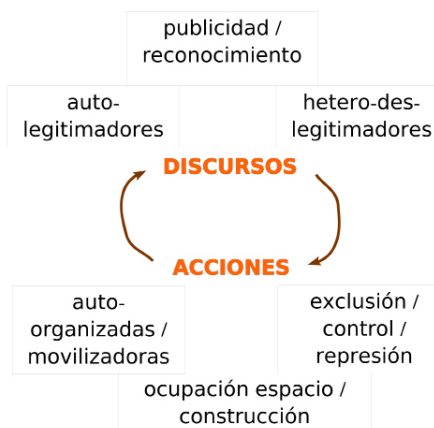 publicidad /
reconocimiento
auto-
legitimadores
hetero-des-
legitimadores
DISCURSOS
ACCIONES
auto-
organizadas /
movilizadoras
exclusión /
control /
represión
ocupación espacio /
construcción